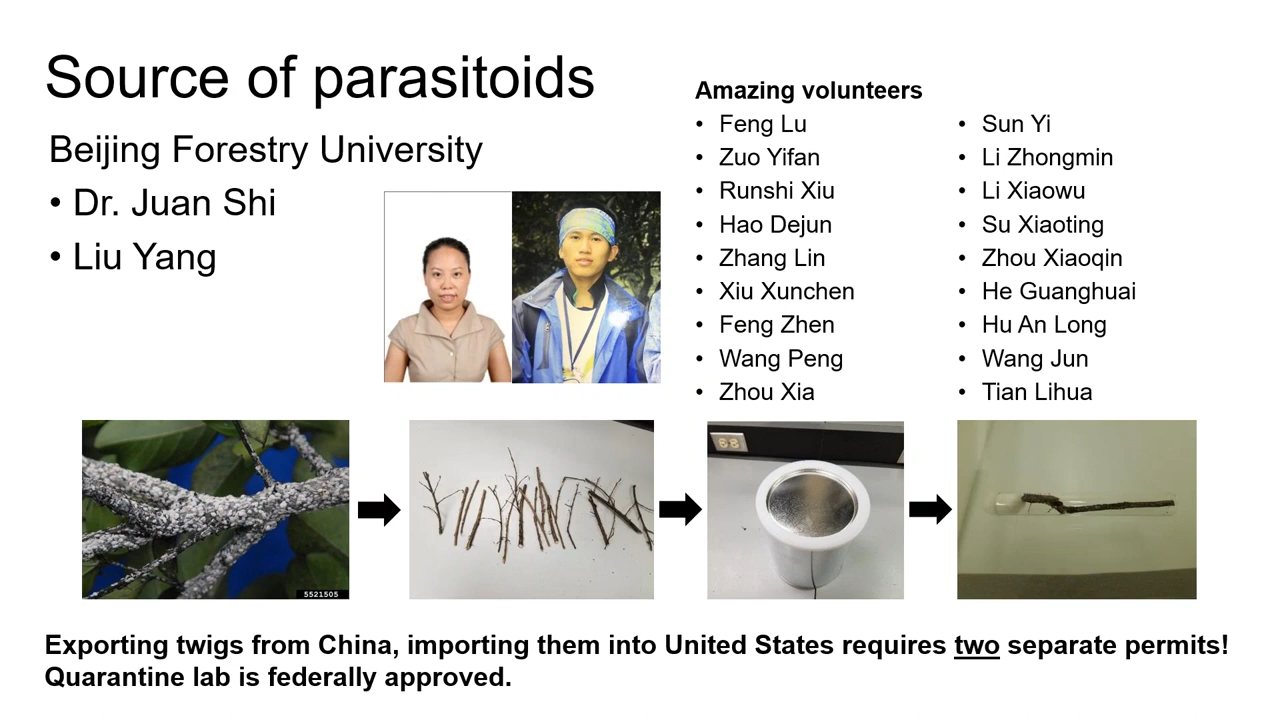 Source of parasitoids
Beijing Forestry University
• Dr. Juan Shi
• Liu Yang
Amazing volunteers
• Feng Lu
• Zuo Yifan
• Runshi Xiu
• Hao Dejun
• Zhang Lin
• Xiu Xunchen
• Feng Zhen
• Wang Peng
• Zhou Xia
• Sun Yi
• Li Zhongmin
• Li Xiaowu
• Su Xiaoting
• Zhou Xiaoqin
• He Guanghuai
• Hu An Long
• Wang Jun
• Tian Lihua
5521505
Exporting twigs from China, importing them into United States requires two separate permits!
Quarantine lab is federally approved.